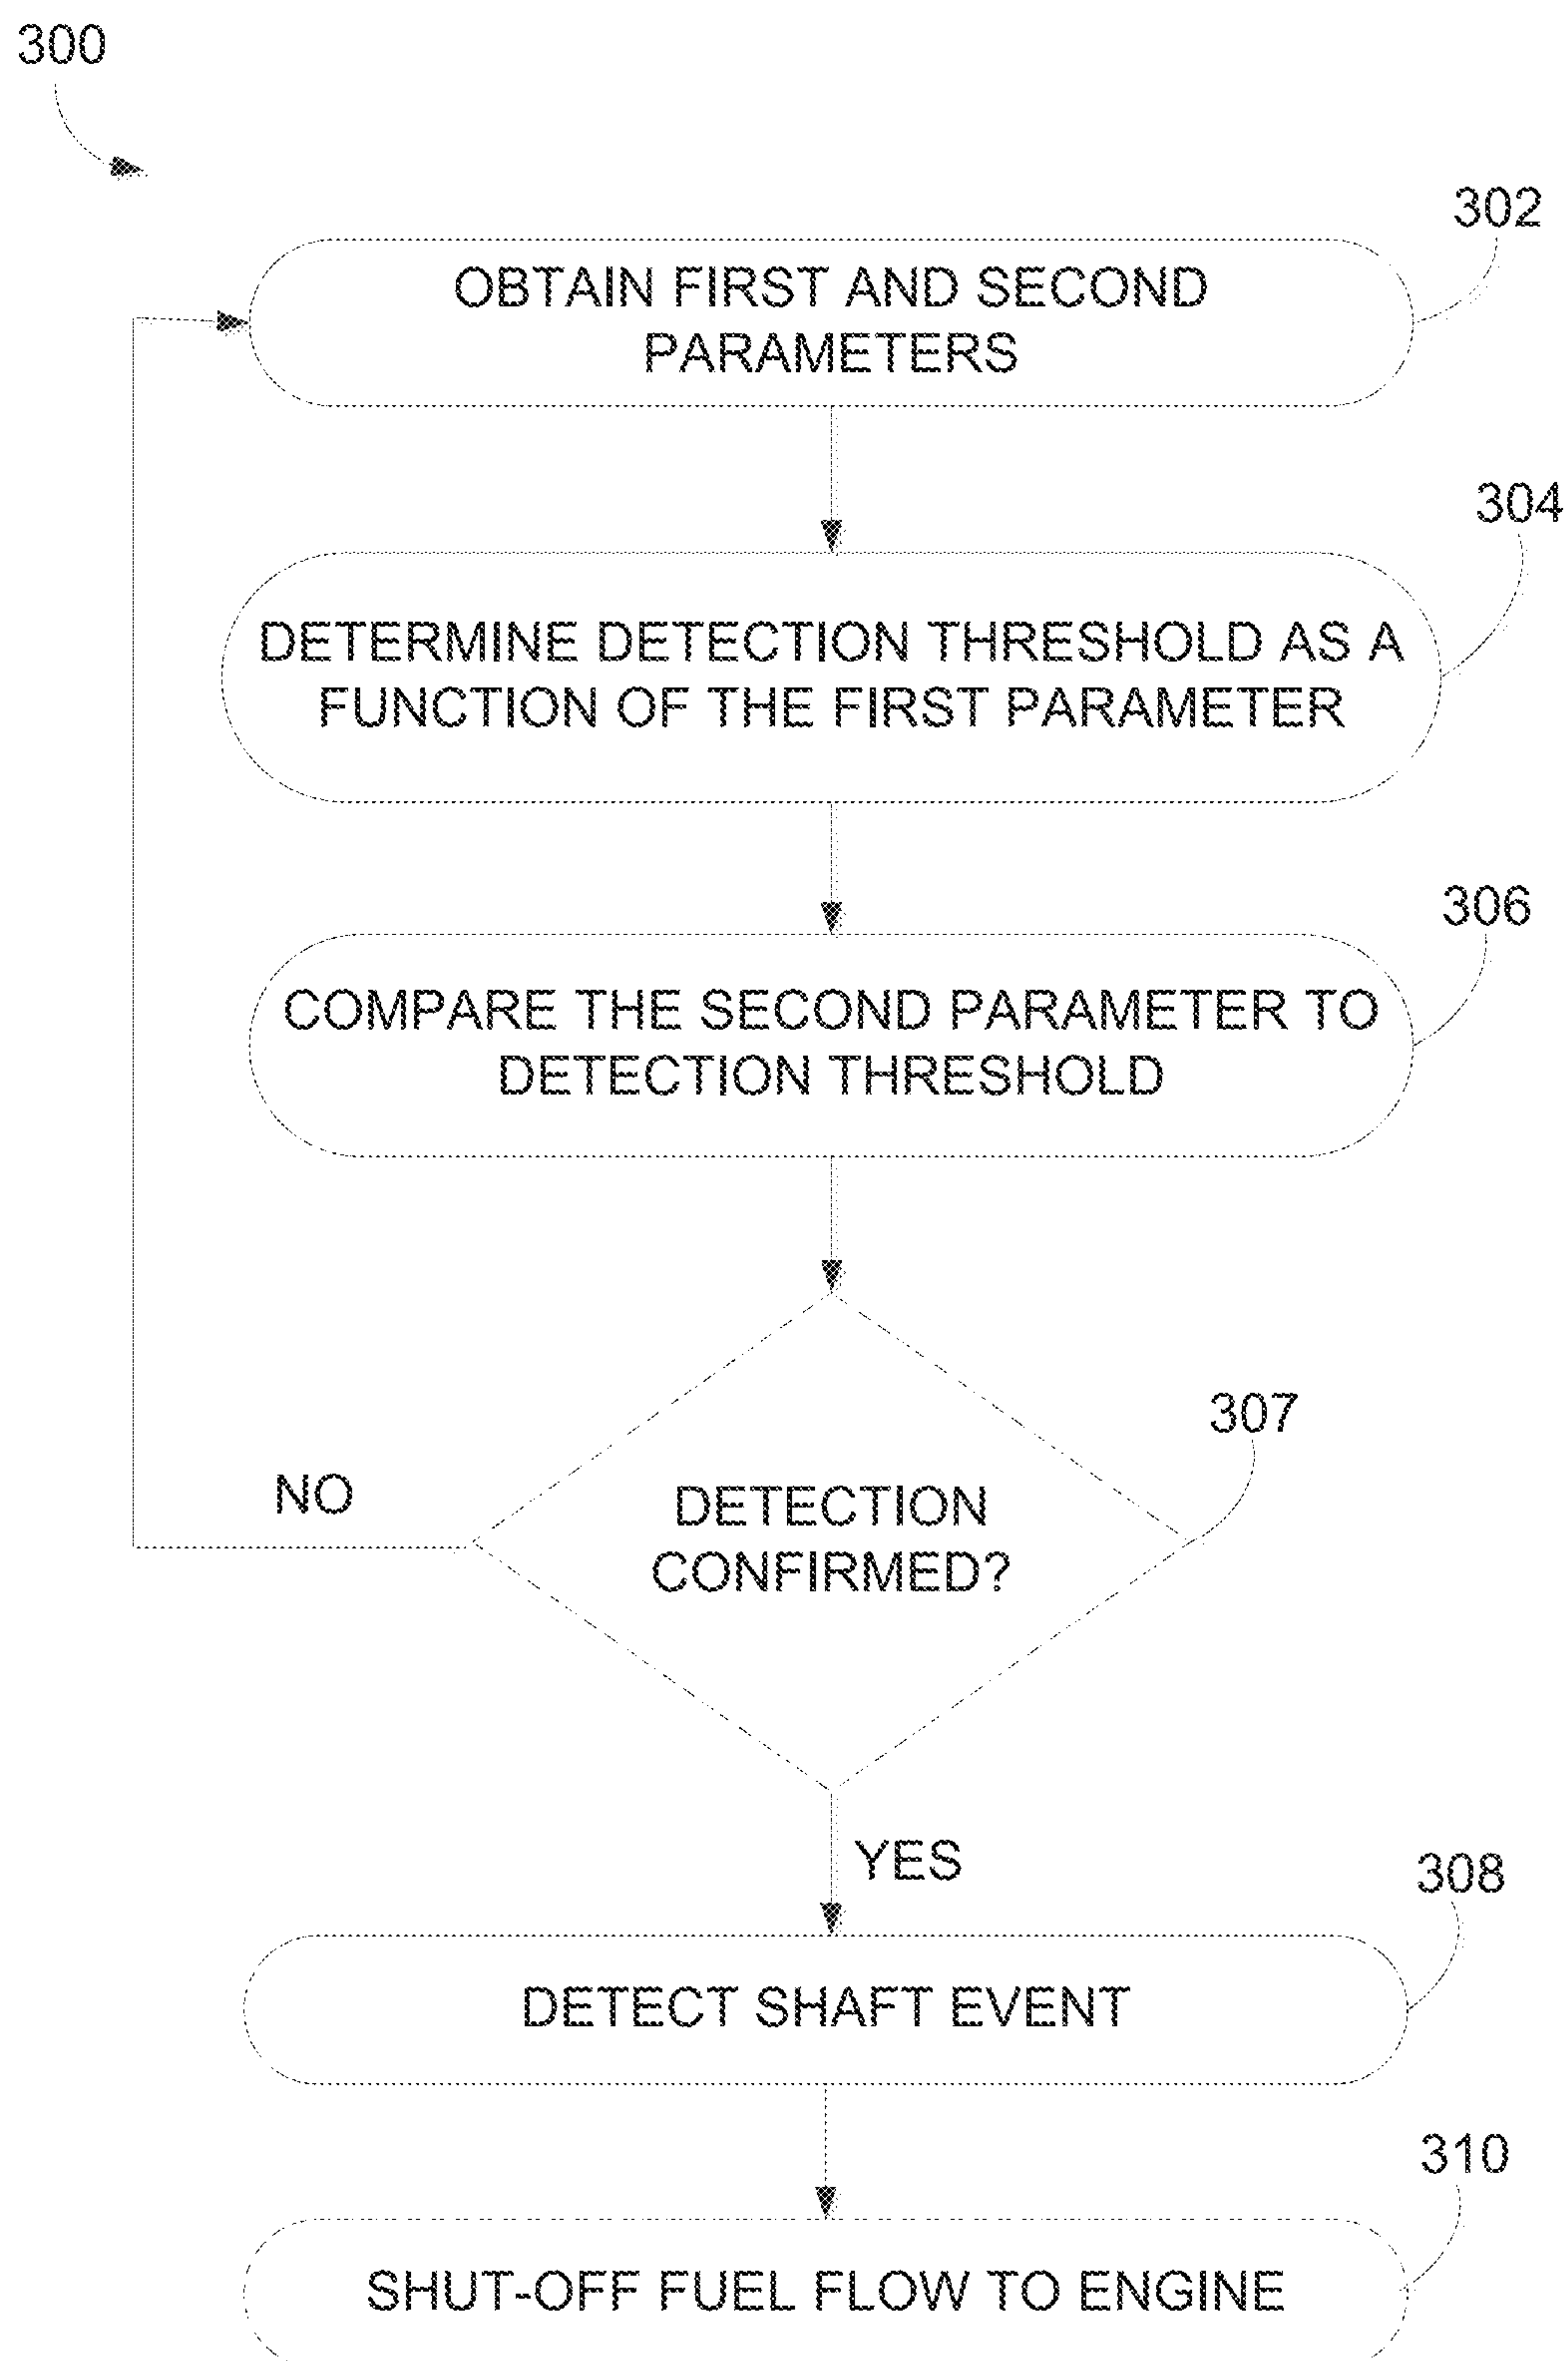 300
302
OBTAIN FIRST AND SECOND
PARAMETERS
304
DETERMINE DETECTION THRESHOLD AS A
FUNCTION OF THE FIRST PARAMETER
306
COMPARE THE SECOND PARAMETER TO
DETECTION THRESHOLD
307
NO
DETECTION
CONFIRMED?
YES
308
DETECT SHAFT EVENT
310
SHUT-OFF FUEL FLOW TO ENGINE